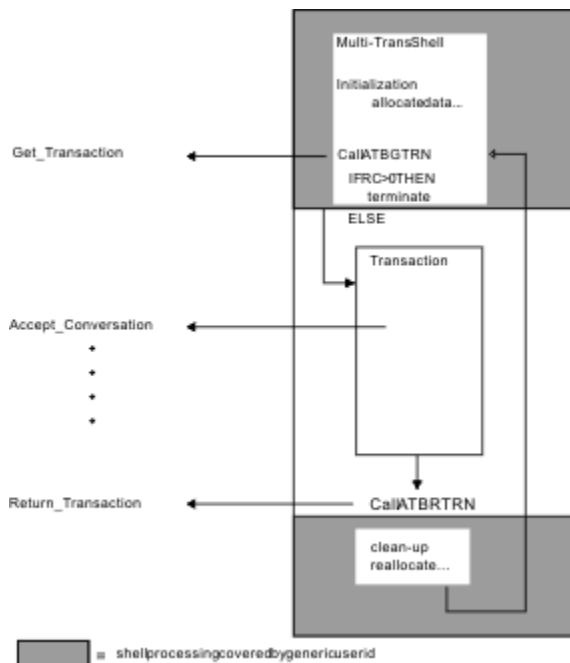 Multi-TransShell
Initialization
allocatedata...
Get_Transaction
CallATBGTRN
IFRC>0THEN
terminate
ELSE
Transaction
Accept_Conversation
Return_Transaction
CallATBRTRN
clean-up
reallocate...
= shellprocessingcoveredbygenericuserid